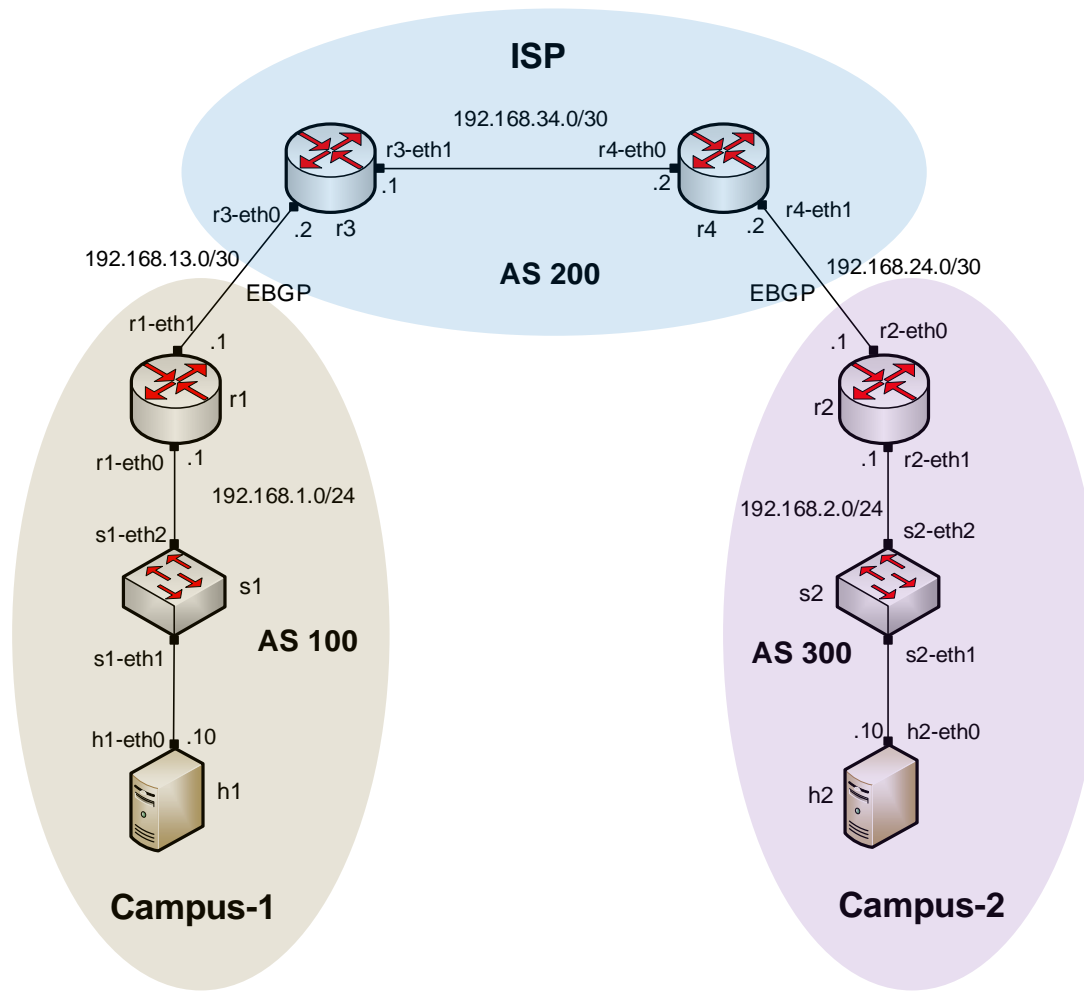 ISP
192.168.34.0/30
r3-eth1
r4-eth0
.1
.2
r3-eth0
.2
r3
r4
.2
r4-eth1
192.168.13.0/30
AS 200
192.168.24.0/30
EBGP
EBGP
r1-eth1
.1
.1
r2-eth0
r1
r2
r1-eth0
.1
.1
r2-eth1
192.168.1.0/24
192.168.2.0/24
s1-eth2
s2-eth2
s1
s2
AS 100
AS 300
s1-eth1
s2-eth1
h1-eth0
.10
.10
h2-eth0
h1
h2
Campus-1
Campus-2